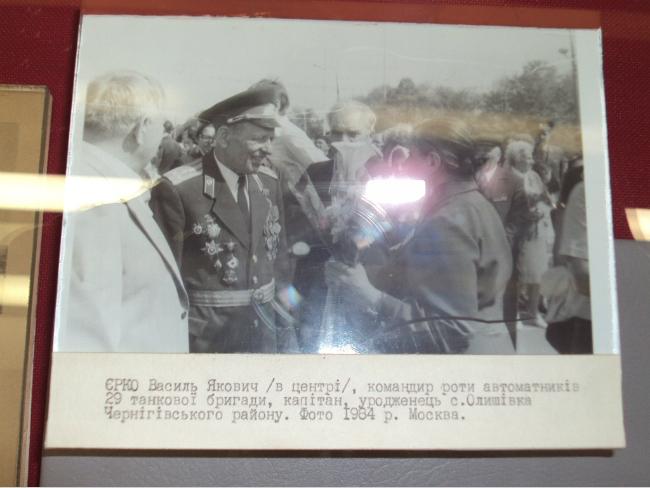 ЄРКО Василь Якович /в центрі/, командир роти автоматників
29 танкової бригади, капітан, уродженець с.Олишівка
Чернігівського району. Фото 1984 р. Москва.